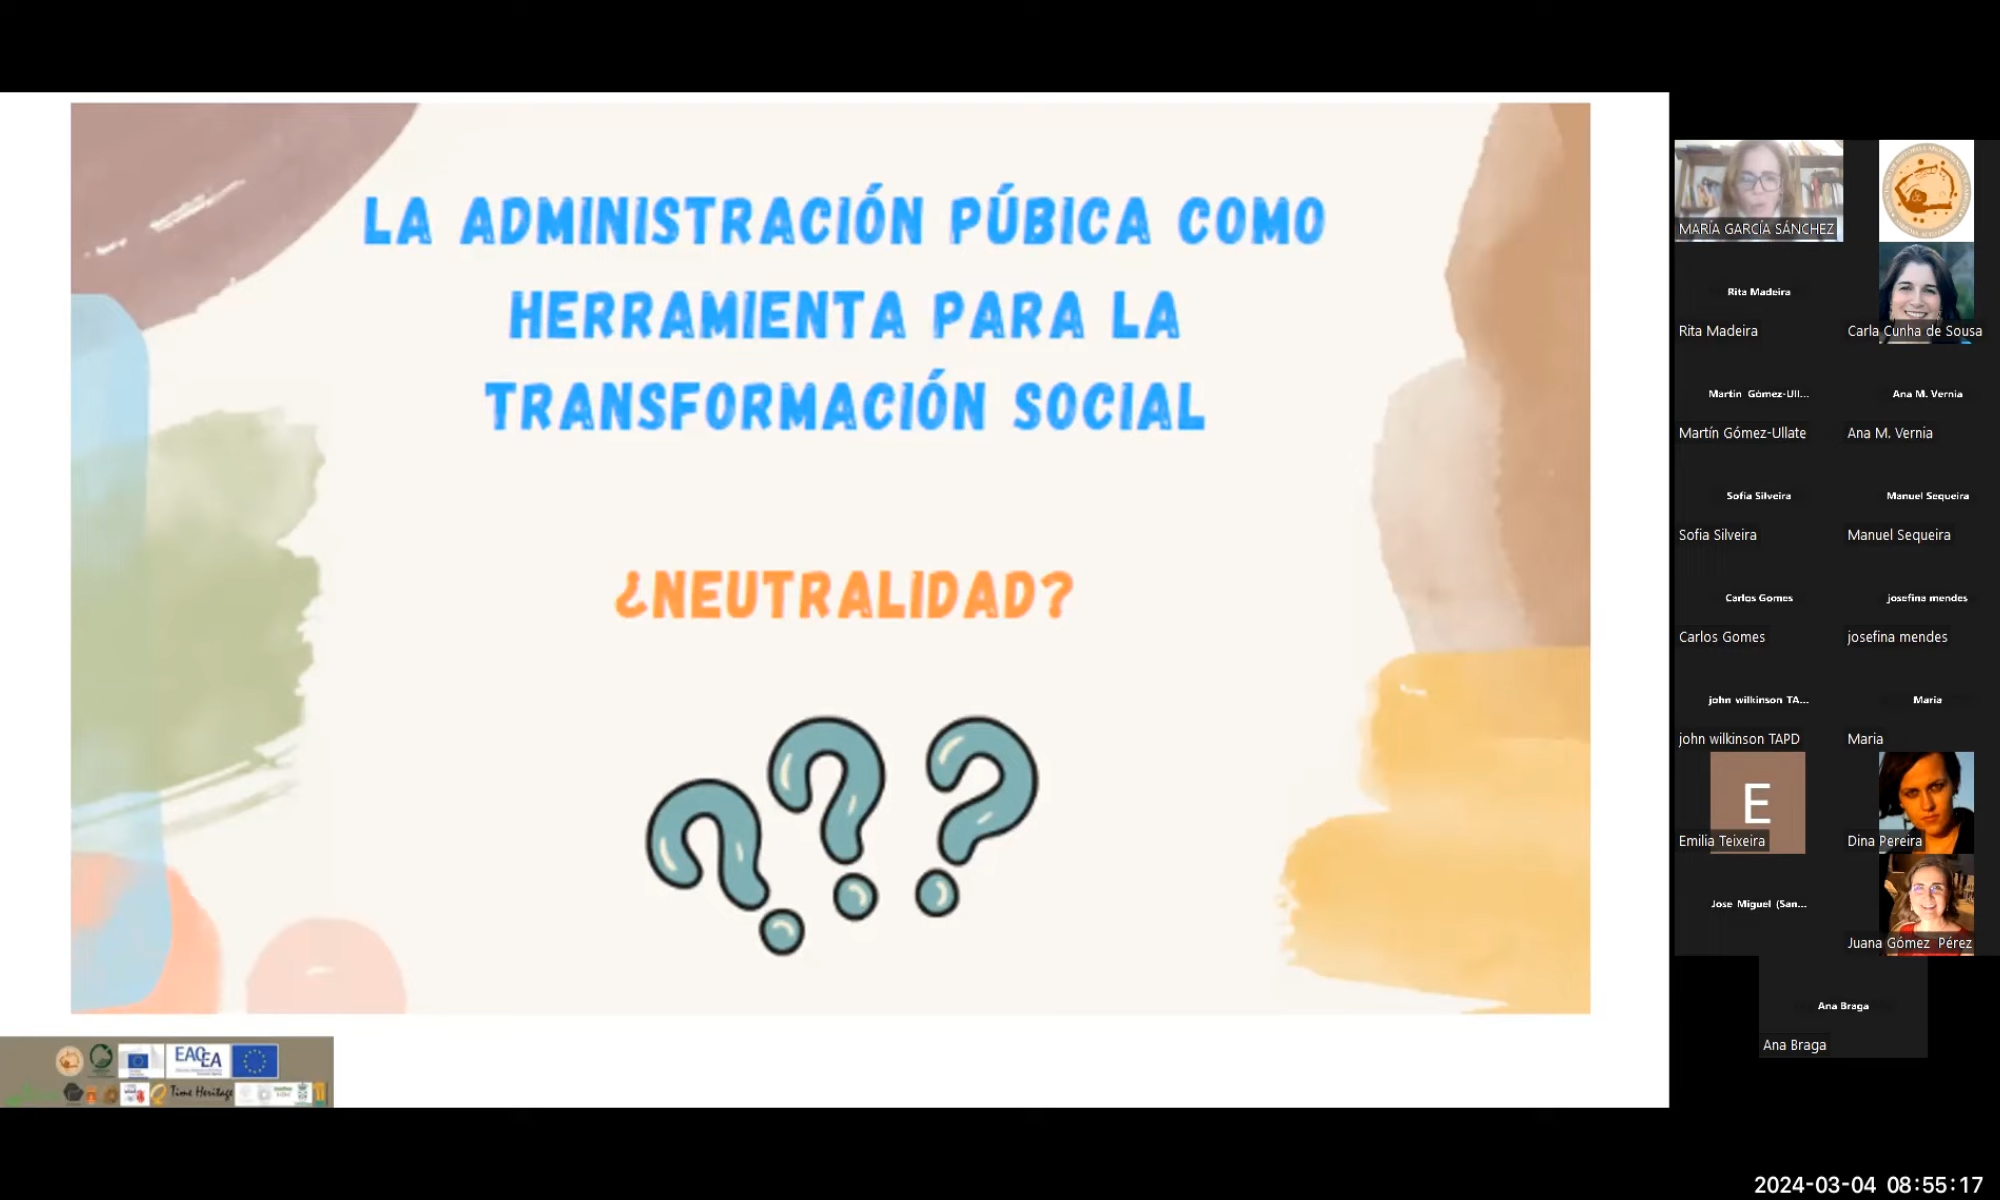 LA ADMINISTRACIÓN PÚBICA COMO
HERRAMIENTA PARA LA
TRANSFORMACIÓN SOCIAL
¿NEUTRALIDAD?
EACEA
Time Heritage
MARÍA GARCÍA SÁNCHEZ
Rita Madeira
Rita Madeira
Carla Cunha de Sousa
Martín Gómez-Ull...
Ana M. Vernia
Martín Gómez-Ullate
Ana M. Vernia
Sofia Silveira
Manuel Sequeira
Sofia Silveira
Manuel Sequeira
Carlos Gomes
josefina mendes
Carlos Gomes
josefina mendes
john wilkinson TA...
Maria
john wilkinson TAPD
Maria
E
Emilia Teixeira
Dina Pereira
Jose Miguel (San...
Juana Gómez Pérez
Ana Braga
Ana Braga
2024-03-04 08:55:17